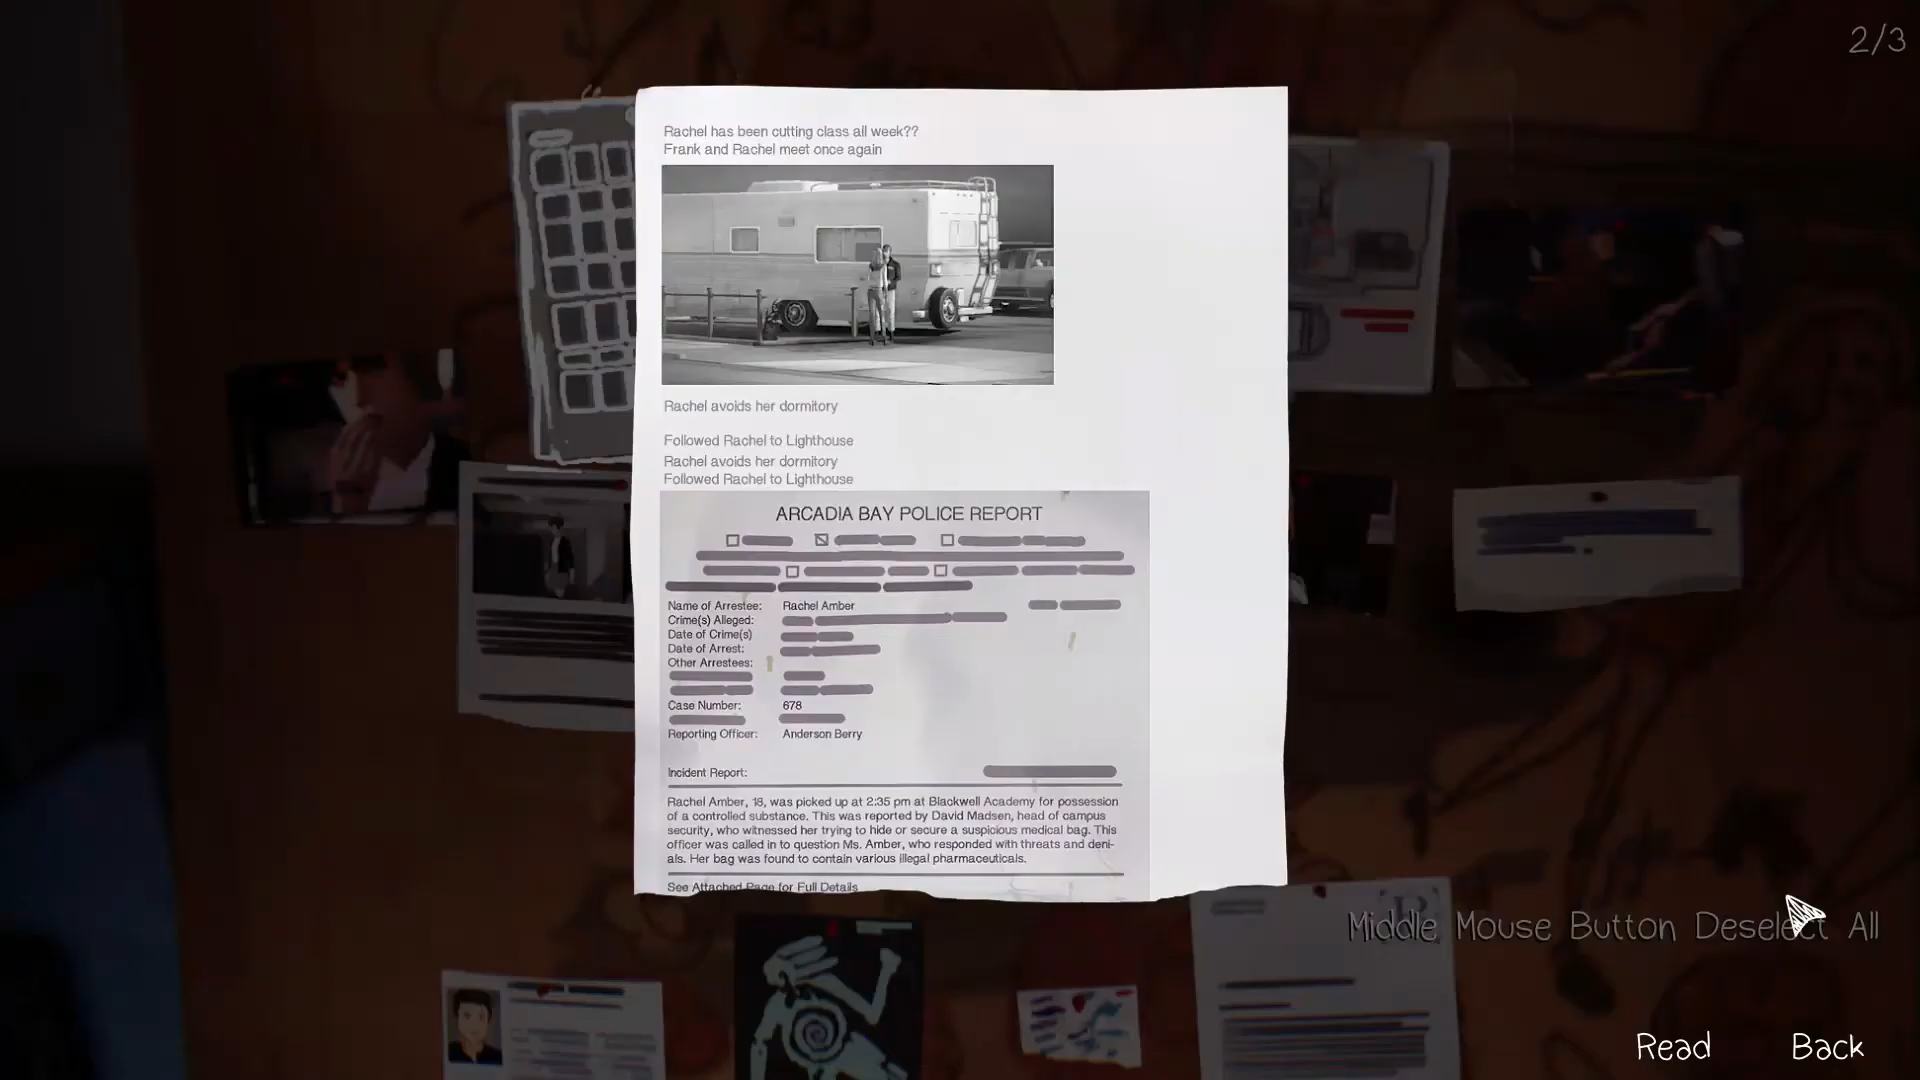 2/3
Rachel has been cutting class all week??
Frank and Rachel meet once again
Rachel avoids her dormitory
Followed Rachel to Lighthouse
Rachel avoids her dormitory
Followed Rachel to Lighthouse
ARCADIA BAY POLICE REPORT
Name of Arrestee: Rachel Amber
Crime(s) Alleged:
Date of Crime(s)
Date of Arrest:
Other Arrestees:
Case Number: 678
Reporting Officer: Anderson Berry
Incident Report:
Rachel Amber, 18, was picked up at 2:35 pm at Blackwell Academy for possession
of a controlled substance. This was reported by David Madsen, head of campus
security, who witnessed her trying to hide or secure a suspicious medical bag. This
officer was called in to question Ms. Amber, who responded with threats and deni-
als. Her bag was found to contain various illegal pharmaceuticals.
See Attached Page for Full Details
Middle Mouse Button Deselect All
Read Back